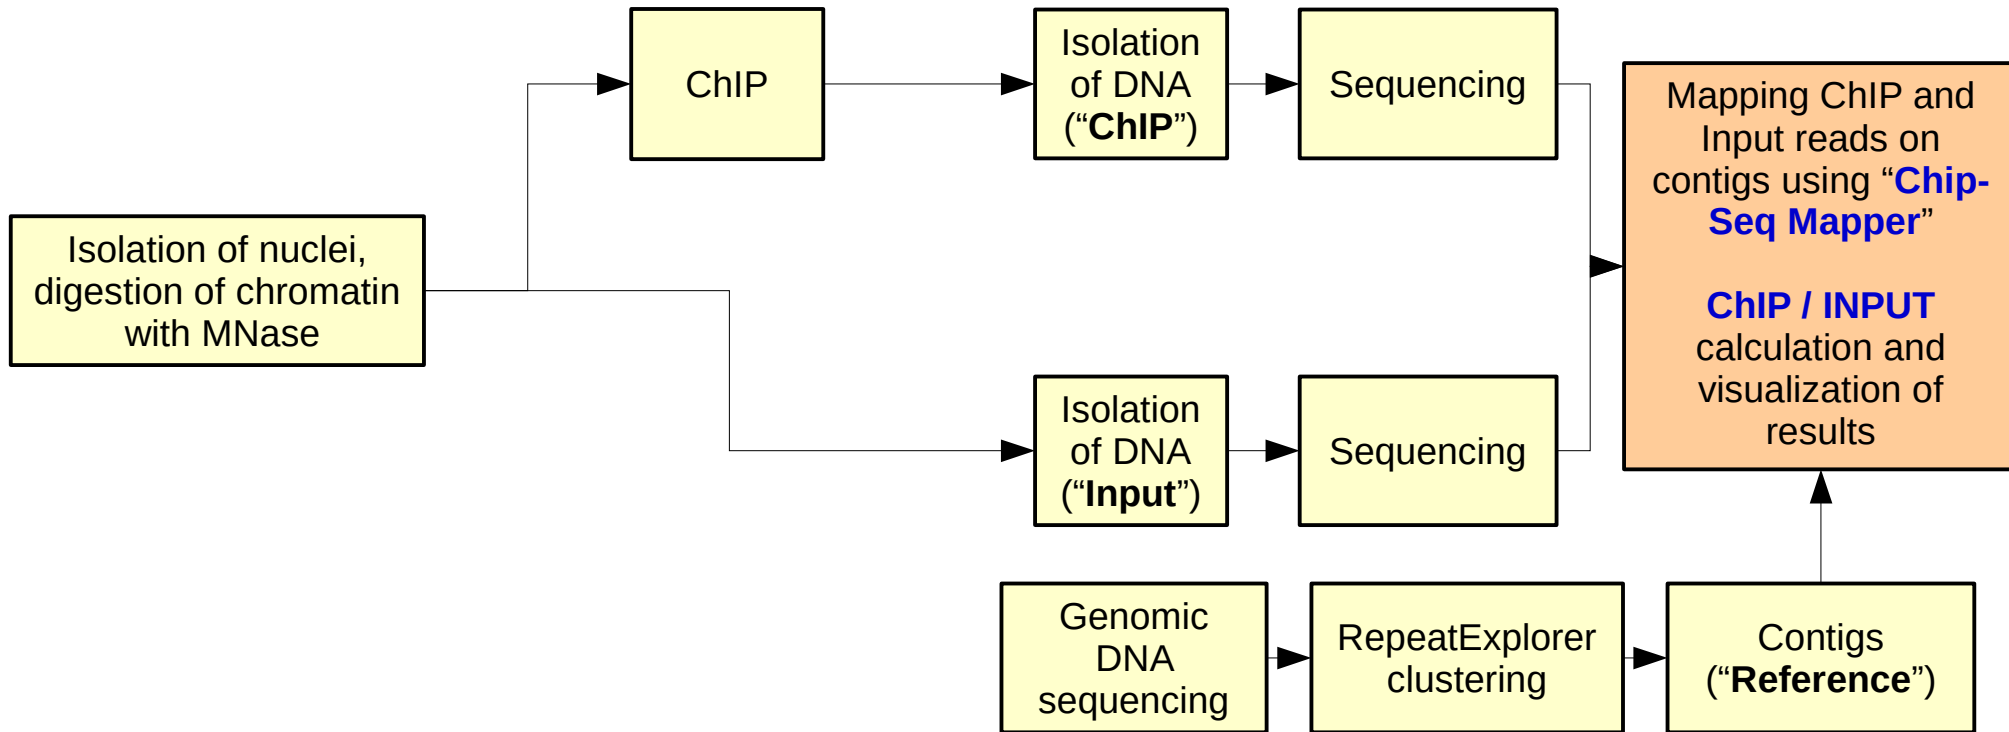 Isolation of nuclei,
digestion of chromatin
with MNase
ChIP
Isolation
of DNA
(“ChIP”)
Sequencing
Isolation
of DNA
(“Input”)
Sequencing
Mapping ChIP and
Input reads on
contigs using “Chip-
Seq Mapper”
ChIP / INPUT
calculation and
visualization of
results
Genomic
DNA
sequencing
RepeatExplorer
clustering
Contigs
(“Reference”)